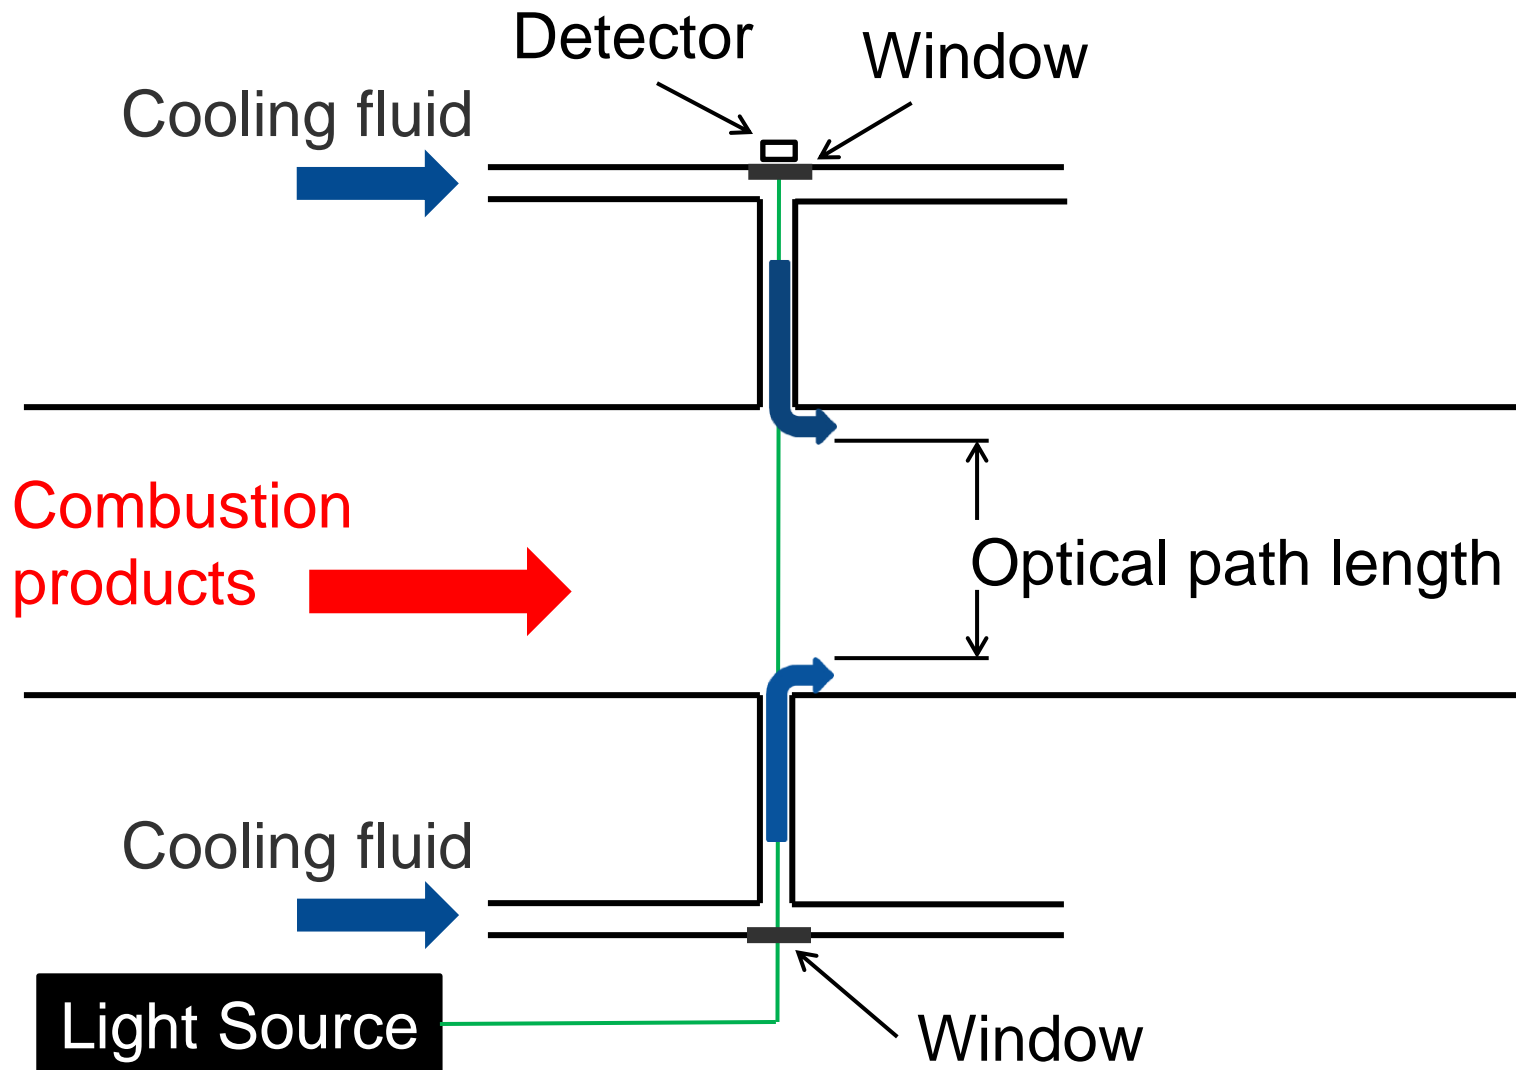 Detector
Window
Cooling fluid
Combustion
products
Optical path length
Cooling fluid
Light Source
Window